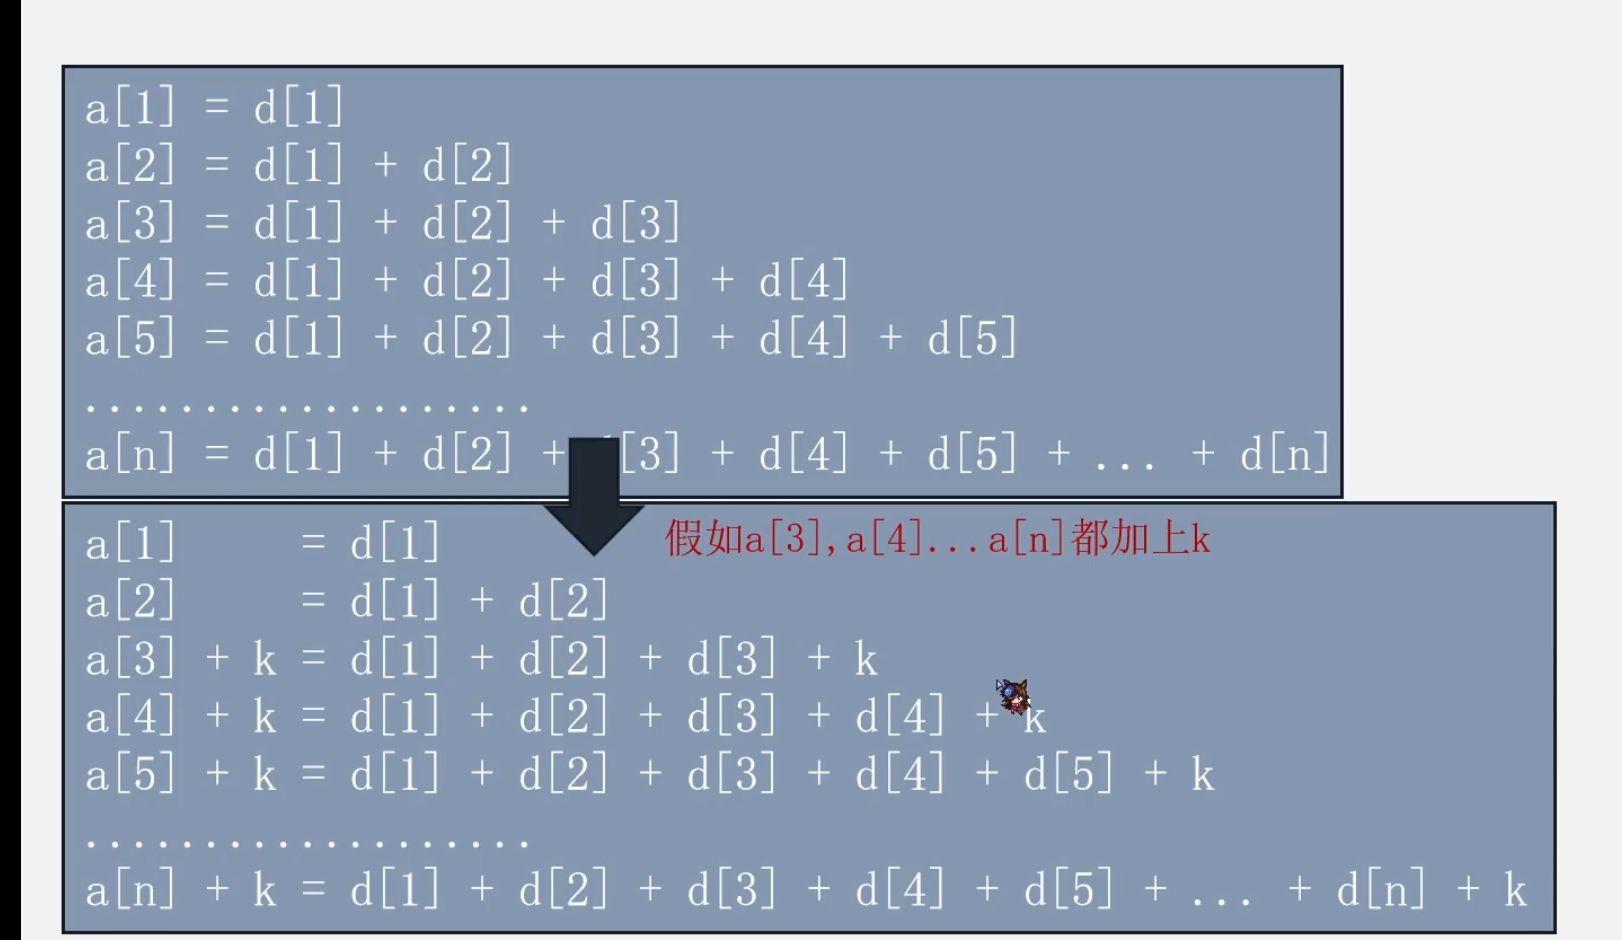 a[1] = d[1]
a[2] = d[1] + d[2]
a[3] = d[1] + d[2] + d[3]
a[4] = d[1] + d[2] + d[3] + d[4]
a[5] = d[1] + d[2] + d[3] + d[4] + d[5]
...................
a[n] = d[1] + d[2] + d[3] + d[4] + d[5] + ... + d[n]
a[1] = d[1]
假如a[3],a[4]...a[n]都加上k
a[2] = d[1] + d[2]
a[3] + k = d[1] + d[2] + d[3] + k
a[4] + k = d[1] + d[2] + d[3] + d[4] + k
a[5] + k = d[1] + d[2] + d[3] + d[4] + d[5] + k
...................
a[n] + k = d[1] + d[2] + d[3] + d[4] + d[5] + ... + d[n] + k